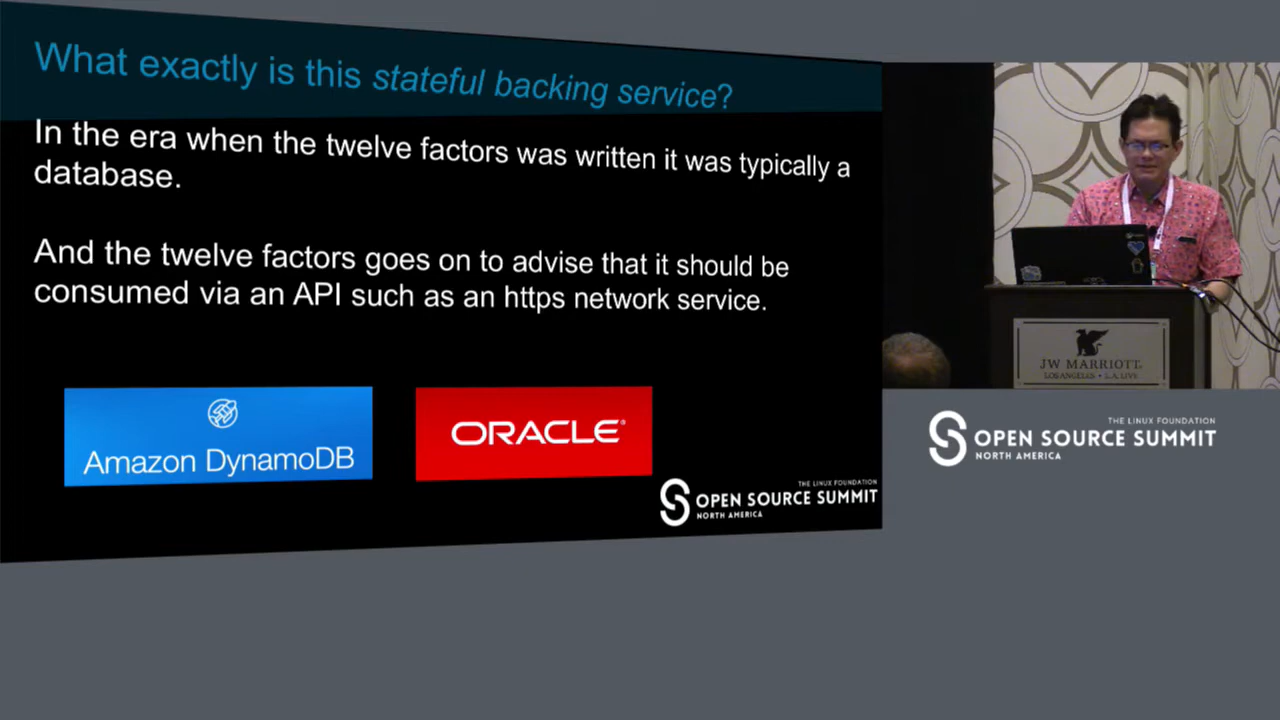 What exactly is this stateful backing service?
In the era when the twelve factors was written it was typically a
database.
And the twelve factors goes on to advise that it should be
consumed via an API such as an https network service.
Amazon DynamoDB
ORACLE®
THE LINUX FOUNDATION
OPEN SOURCE SUMMIT
NORTH AMERICA
JW MARRIOTT®
LOS ANGELES • L.A. LIVE
THE LINUX FOUNDATION
OPEN SOURCE SUMMIT
NORTH AMERICA